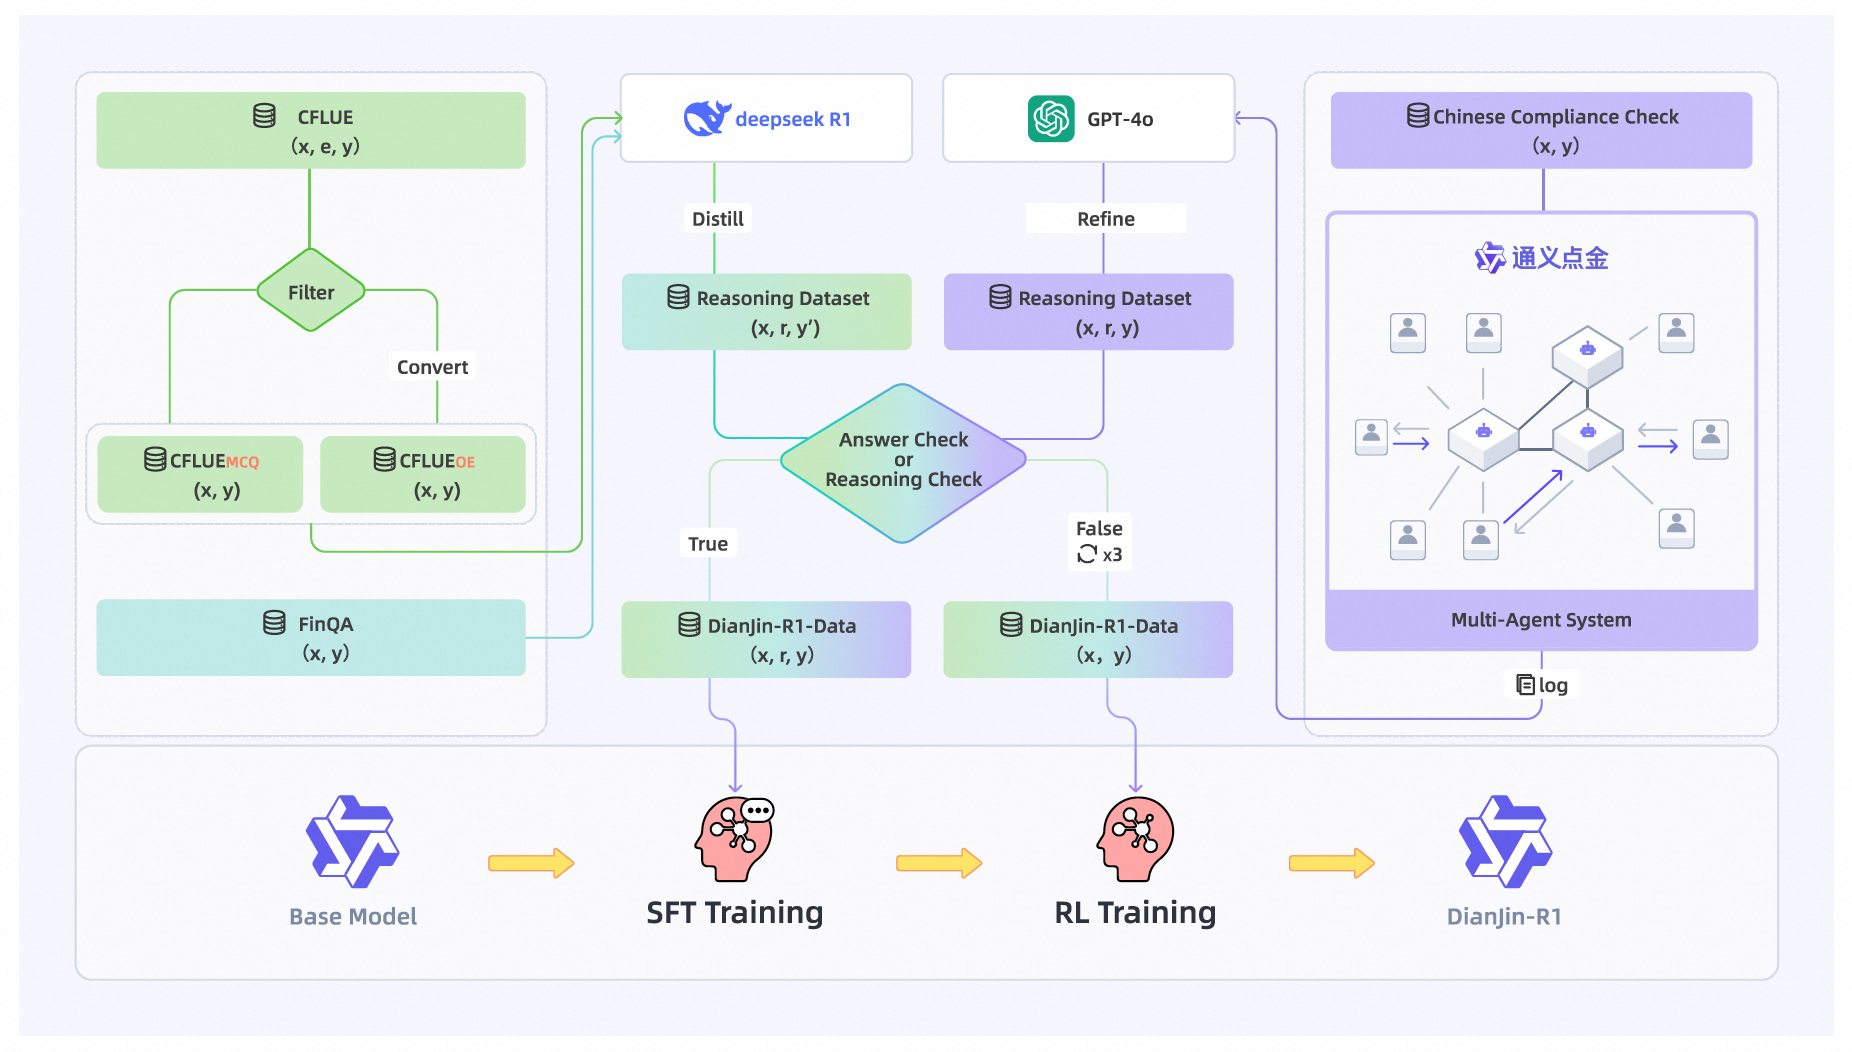 CFLUE
(x, e, y)
Filter
Convert
CFLUEMCQ
(x, y)
CFLUEOE
(x, y)
FinQA
(x, y)
deepseek R1
Distill
Reasoning Dataset
(x, r, y’)
GPT-4o
Refine
Reasoning Dataset
(x, r, y)
Answer Check
or
Reasoning Check
True
False
x3
DianJin-R1-Data
(x, r, y)
DianJin-R1-Data
(x, y)
Chinese Compliance Check
(x, y)
通义点金
Multi-Agent System
log
Base Model
SFT Training
RL Training
DianJin-R1